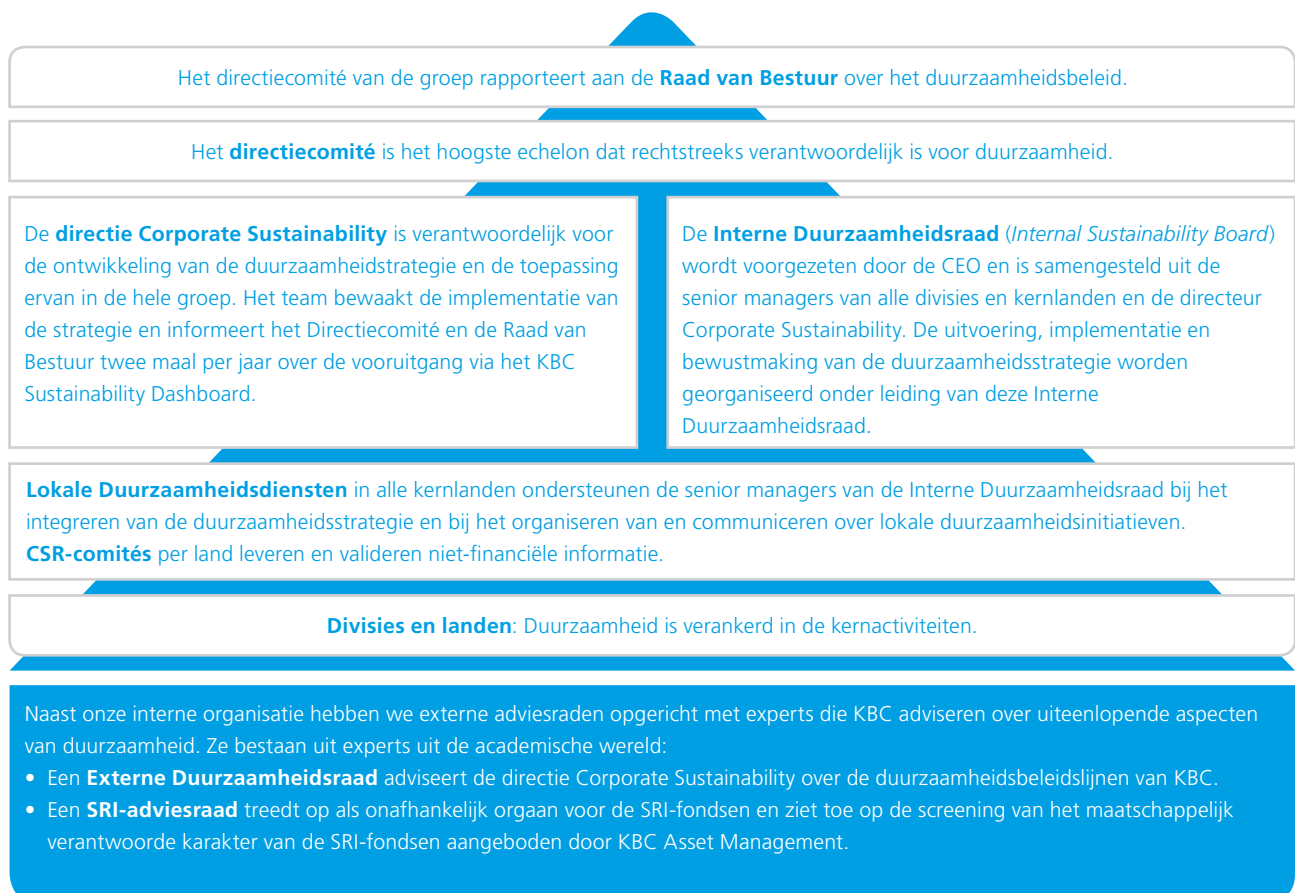 Het directiecomité van de groep rapporteert aan de Raad van Bestuur over het duurzaamheidsbeleid.
Het directiecomité is het hoogste echelon dat rechtstreeks verantwoordelijk is voor duurzaamheid.
De directie Corporate Sustainability is verantwoordelijk voor
de ontwikkeling van de duurzaamheidstrategie en de toepassing
ervan in de hele groep. Het team bewaakt de implementatie van
de strategie en informeert het Directiecomité en de Raad van
Bestuur twee maal per jaar over de vooruitgang via het KBC
Sustainability Dashboard.
De Interne Duurzaamheidsraad (Internal Sustainability Board)
wordt voorgezeten door de CEO en is samengesteld uit de
senior managers van alle divisies en kernlanden en de directeur
Corporate Sustainability. De uitvoering, implementatie en
bewustmaking van de duurzaamheidsstrategie worden
georganiseerd onder leiding van deze Interne
Duurzaamheidsraad.
Lokale Duurzaamheidsdiensten in alle kernlanden ondersteunen de senior managers van de Interne Duurzaamheidsraad bij het
integreren van de duurzaamheidsstrategie en bij het organiseren van en communiceren over lokale duurzaamheidsinitiatieven.
CSR-comités per land leveren en valideren niet-financiële informatie.
Divisies en landen: Duurzaamheid is verankerd in de kernactiviteiten.
Naast onze interne organisatie hebben we externe adviesraden opgericht met experts die KBC adviseren over uiteenlopende aspecten
van duurzaamheid. Ze bestaan uit experts uit de academische wereld:
• Een Externe Duurzaamheidsraad adviseert de directie Corporate Sustainability over de duurzaamheidsbeleidslijnen van KBC.
• Een SRI-adviesraad treedt op als onafhankelijk orgaan voor de SRI-fondsen en ziet toe op de screening van het maatschappelijk
verantwoorde karakter van de SRI-fondsen aangeboden door KBC Asset Management.